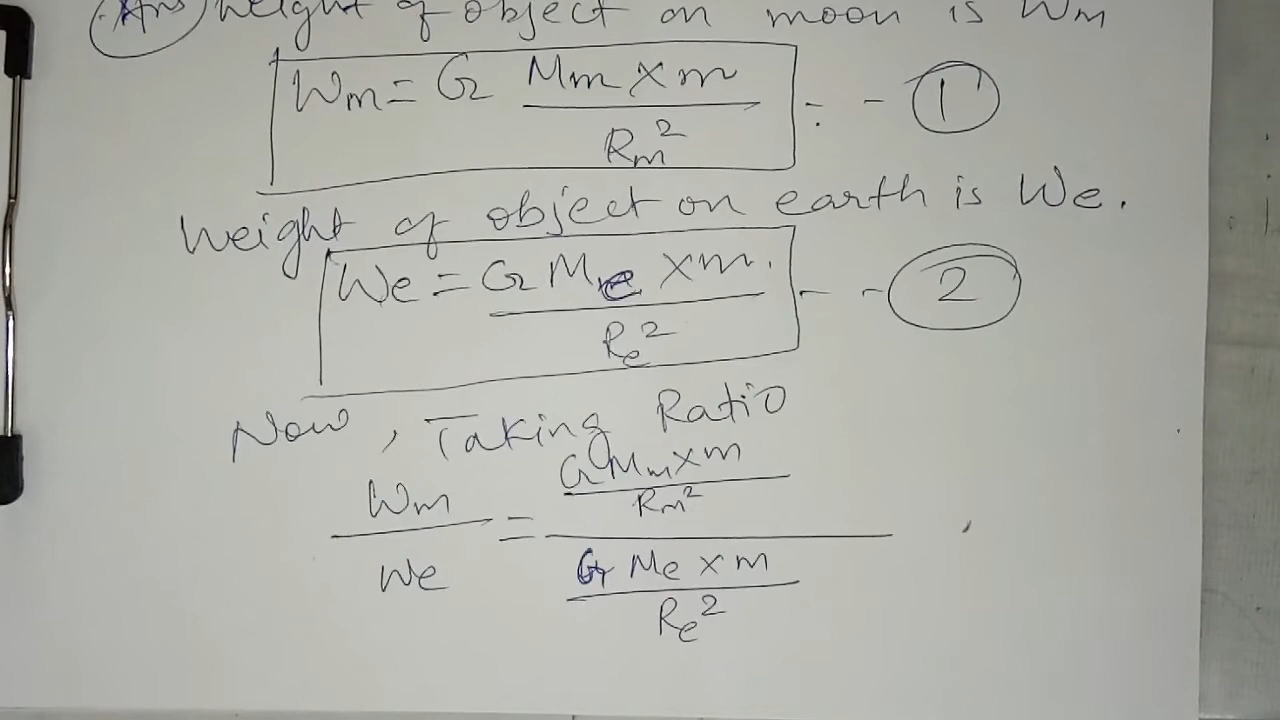 Ans) Weight of object on moon is Wm
Wm = G Mm × m / Rm² - - ①
Weight of object on earth is We.
We = G Me × m. / Re² - - ②
Now, Taking Ratio
Wm / We = (G Mm × m / Rm²) / (G Me × m / Re²)